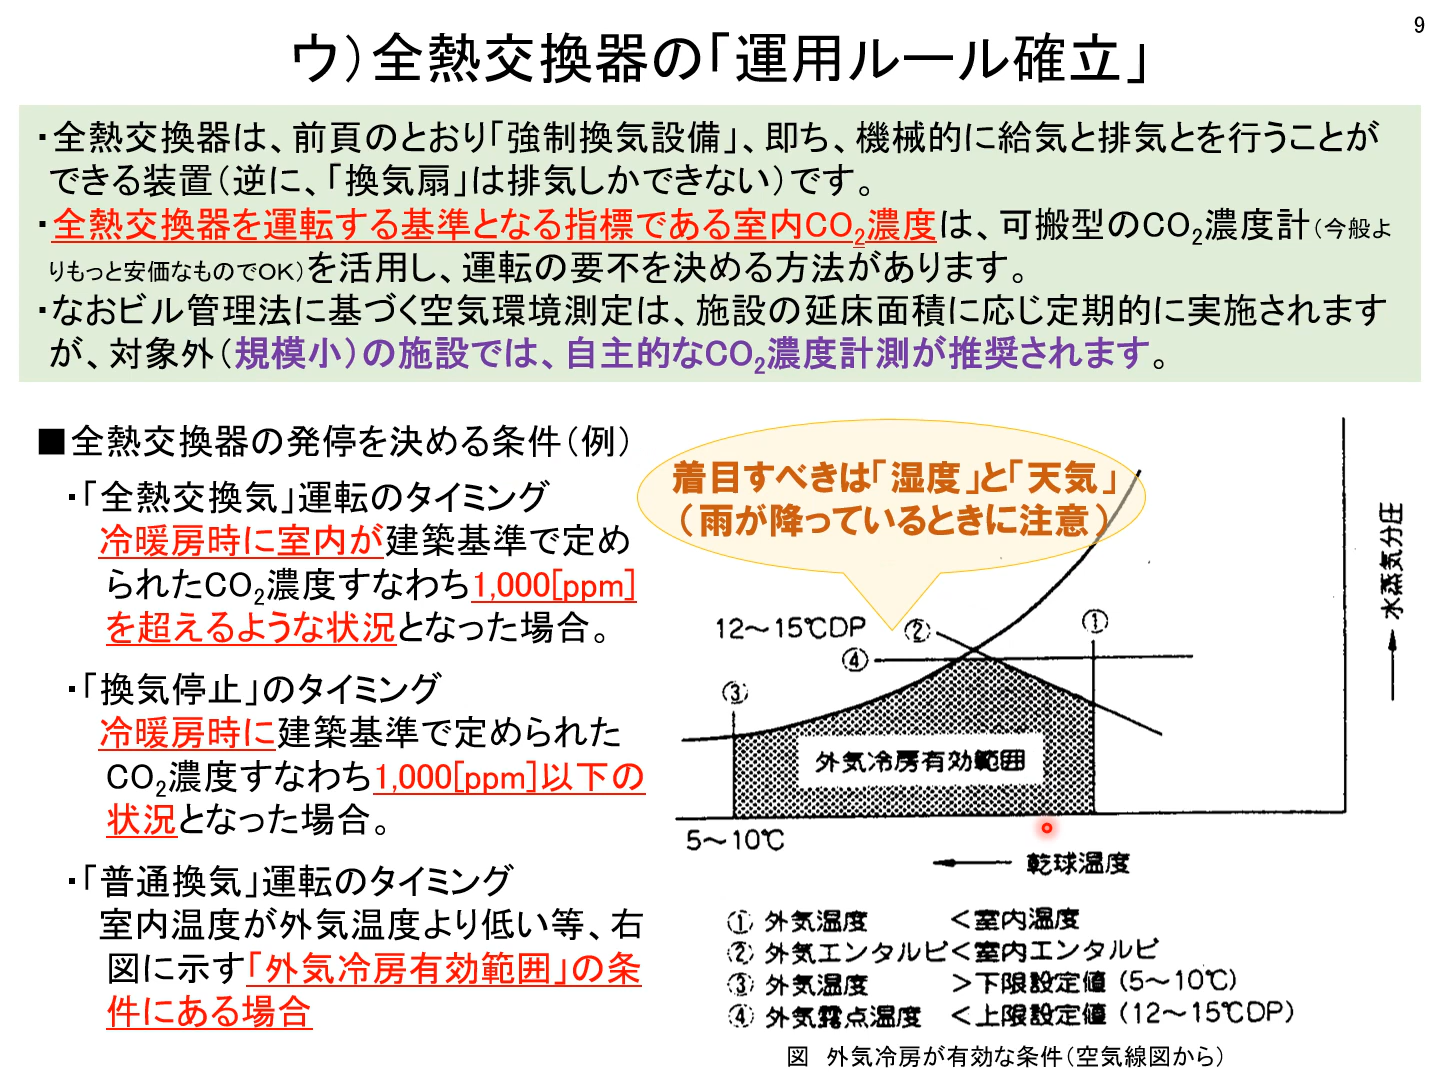 9
ウ）全熱交換器の「運用ルール確立」
・全熱交換器は、前頁のとおり「強制換気設備」、即ち、機械的に給気と排気とを行うことが
できる装置（逆に、「換気扇」は排気しかできない）です。
・全熱交換器を運転する基準となる指標である室内CO2濃度は、可搬型のCO2濃度計（今般よ
りもっと安価なものでOK）を活用し、運転の要不を決める方法があります。
・なおビル管理法に基づく空気環境測定は、施設の延床面積に応じ定期的に実施されます
が、対象外（規模小）の施設では、自主的なCO2濃度計測が推奨されます。
■全熱交換器の発停を決める条件（例）
・「全熱交換気」運転のタイミング
冷暖房時に室内が建築基準で定め
られたCO2濃度すなわち1,000[ppm]
を超えるような状況となった場合。
・「換気停止」のタイミング
冷暖房時に建築基準で定められた
CO2濃度すなわち1,000[ppm]以下の
状況となった場合。
・「普通換気」運転のタイミング
室内温度が外気温度より低い等、右
図に示す「外気冷房有効範囲」の条
件にある場合
着目すべきは「湿度」と「天気」
（雨が降っているときに注意）
12～15℃DP
②
①
④
③
外気冷房有効範囲
5～10℃
← 乾球温度
→ 水蒸気分圧
① 外気温度 ＜室内温度
② 外気エンタルピ＜室内エンタルピ
③ 外気温度 ＞下限設定値（5～10℃）
④ 外気露点温度 ＜上限設定値（12～15℃DP）
図 外気冷房が有効な条件（空気線図から）